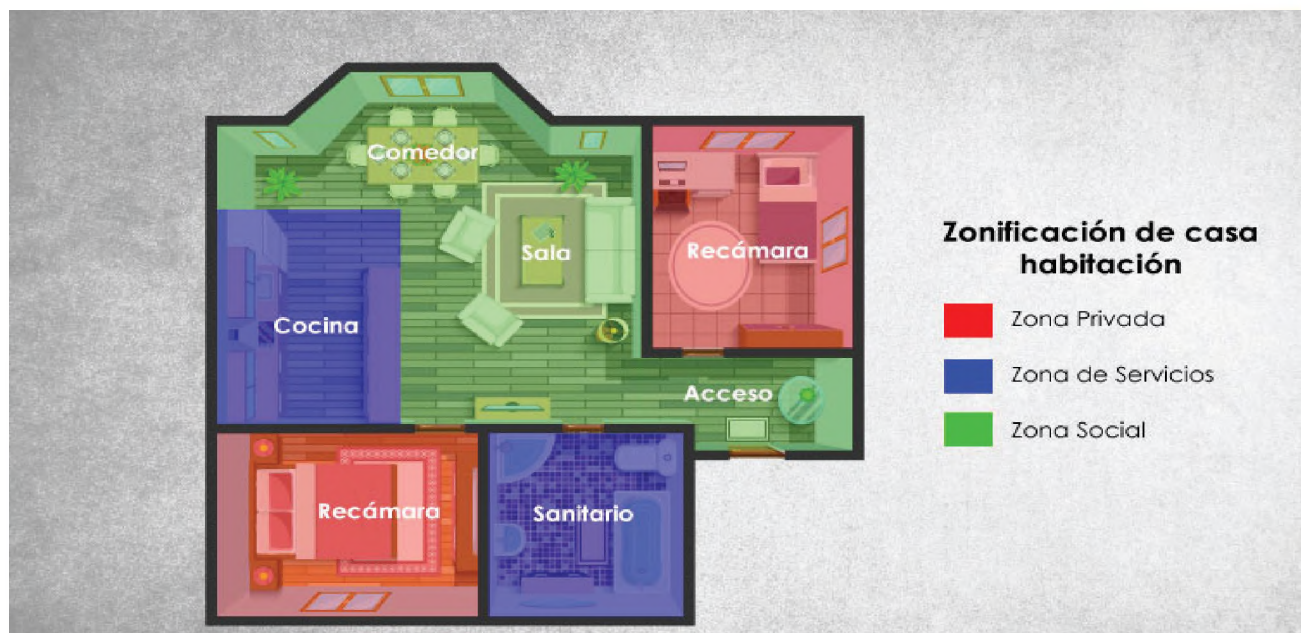 Comedor
Sala
Recámara
Cocina
Acceso
Recámara
Sanitario
Zonificación de casa
habitación
Zona Privada
Zona de Servicios
Zona Social